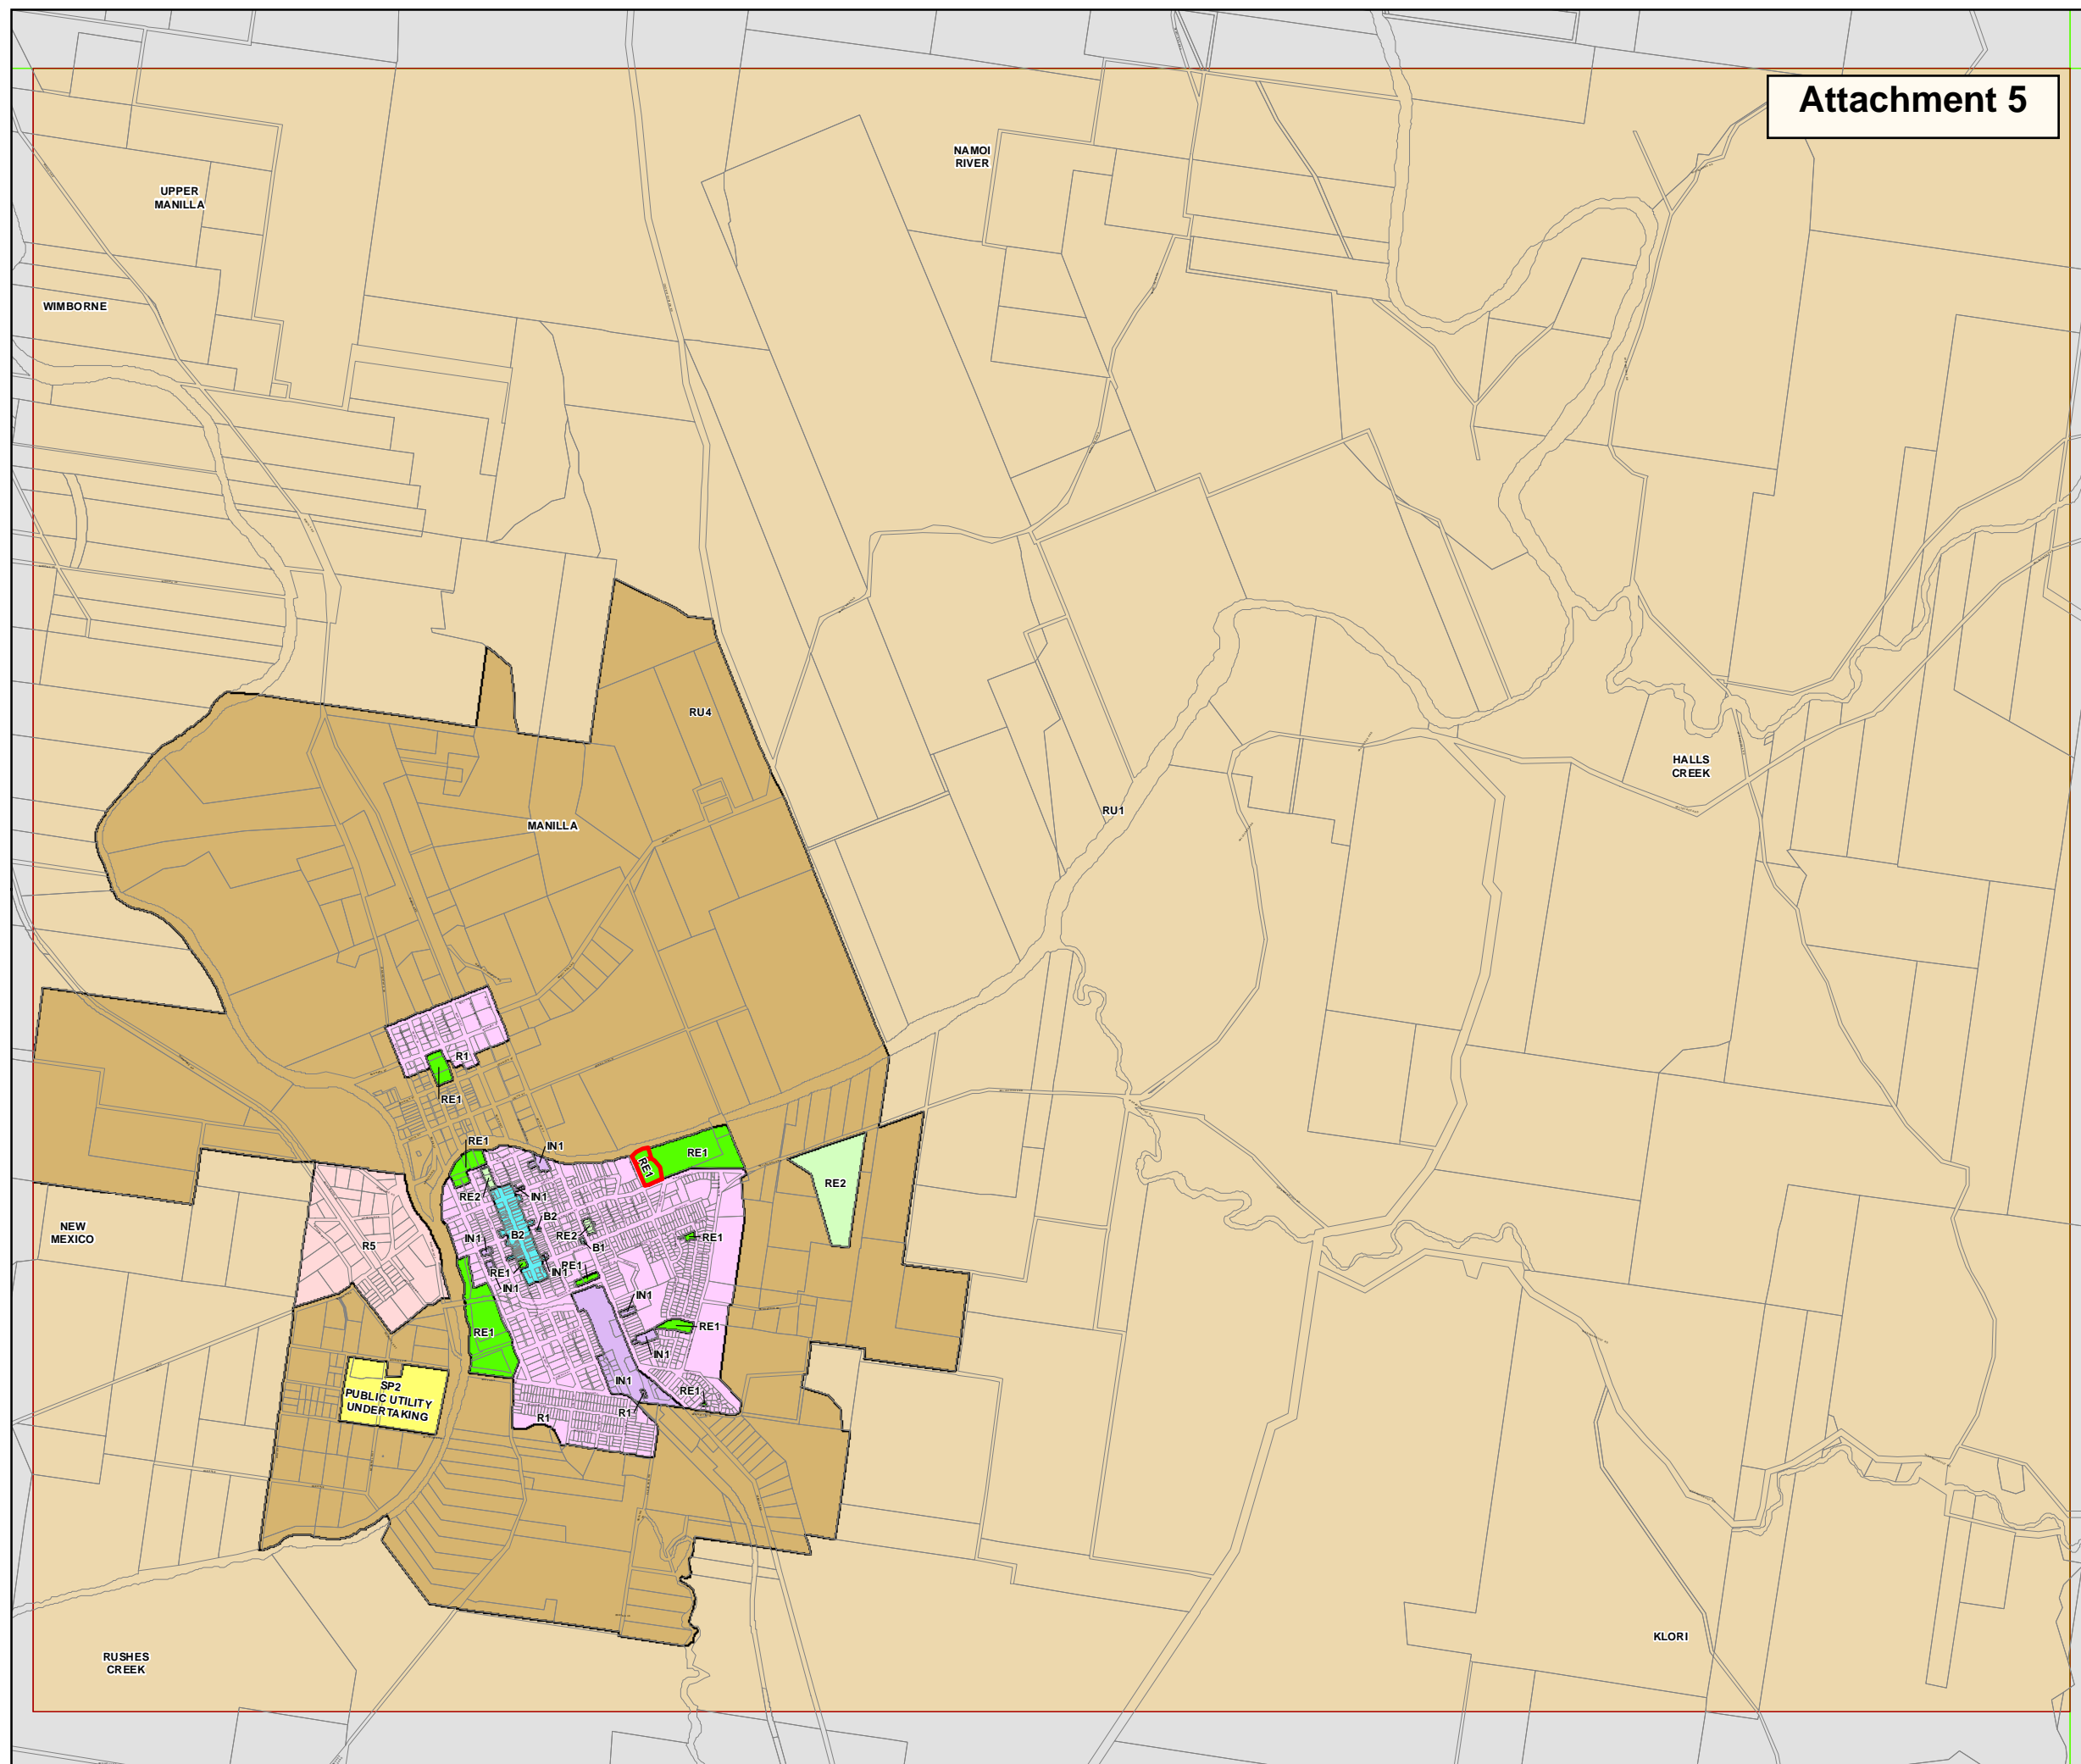 Attachment 5
NAMOI
RIVER
UPPER
MANILLA
WIMBORNE
RU4
HALLS
CREEK
RU1
MANILLA
R1
RE1
RE1
IN1
RE1
RE1
RE2
RE2
IN1
B2
NEW
MEXICO
R5
IN1
B2
RE2
B1
RE1
RE1
IN1
RE1
IN1
IN1
RE1
RE1
IN1
SP2
PUBLIC UTILITY
UNDERTAKING
IN1
RE1
R1
R1
KLORI
RUSHES
CREEK